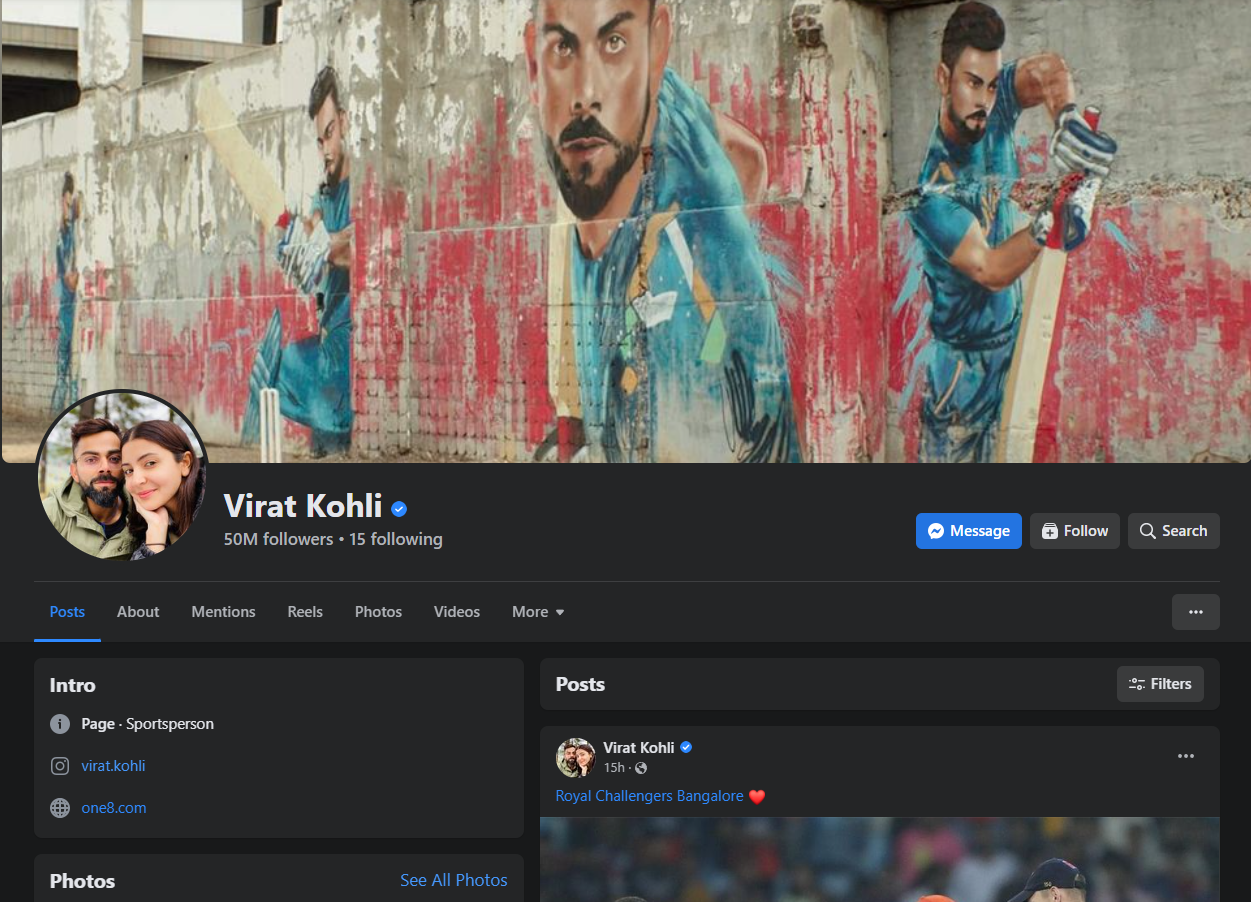 Virat Kohli
50M followers • 15 following
Message
Follow
Search
Posts
About
Mentions
Reels
Photos
Videos
More
Intro
Page · Sportsperson
virat.kohli
one8.com
Photos
See All Photos
Posts
Filters
Virat Kohli
15h ·
Royal Challengers Bangalore ❤️